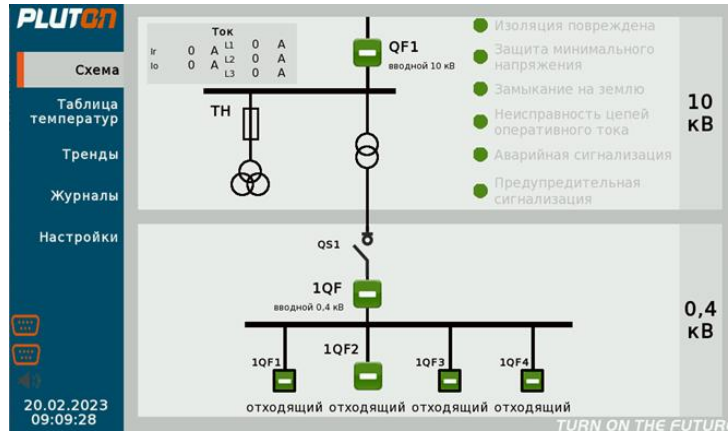 PLUTON
Схема
Таблица
температур
Тренды
Журналы
Настройки
20.02.2023
09:09:28
Ток
Ir 0 A L1 0 A
Io 0 A L2 0 A
L3 0 A
QF1
вводной 10 кВ
ТН
Изоляция повреждена
Защита минимального
напряжения
Замыкание на землю
Неисправность цепей
оперативного тока
Аварийная сигнализация
Предупредительная
сигнализация
10
кВ
QS1
1QF
вводной 0,4 кВ
1QF1
1QF2
1QF3
1QF4
отходящий отходящий отходящий отходящий
0,4
кВ
TURN ON THE FUTUR